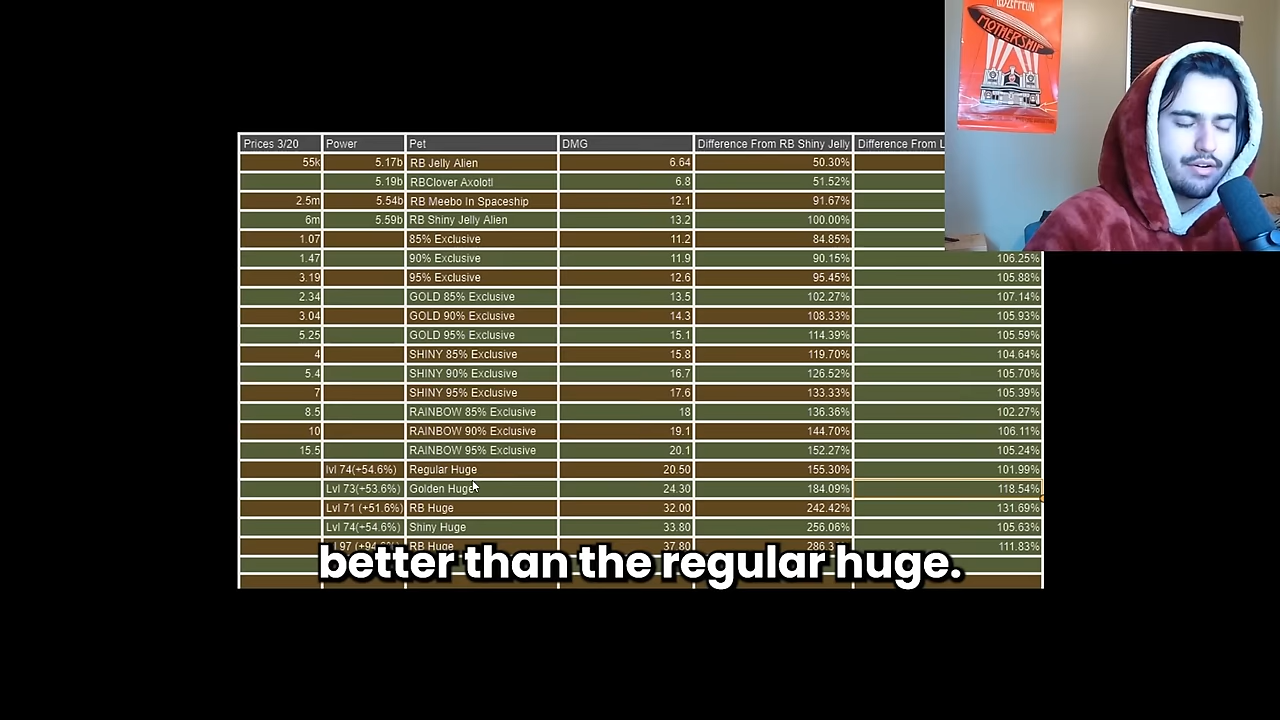 LED ZEPPELIN
MOTHERSHIP
Prices 3/20 Power Pet DMG Difference From RB Shiny Jelly Difference From L
55k 5.17b RB Jelly Alien 6.64 50.30%
5.19b RBClover Axolotl 6.8 51.52%
2.5m 5.54b RB Meebo In Spaceship 12.1 91.67%
6m 5.59b RB Shiny Jelly Alien 13.2 100.00%
1.07 85% Exclusive 11.2 84.85%
1.47 90% Exclusive 11.9 90.15% 106.25%
3.19 95% Exclusive 12.6 95.45% 105.88%
2.34 GOLD 85% Exclusive 13.5 102.27% 107.14%
3.04 GOLD 90% Exclusive 14.3 108.33% 105.93%
5.25 GOLD 95% Exclusive 15.1 114.39% 105.59%
4 SHINY 85% Exclusive 15.8 119.70% 104.64%
5.4 SHINY 90% Exclusive 16.7 126.52% 105.70%
7 SHINY 95% Exclusive 17.6 133.33% 105.39%
8.5 RAINBOW 85% Exclusive 18 136.36% 102.27%
10 RAINBOW 90% Exclusive 19.1 144.70% 106.11%
15.5 RAINBOW 95% Exclusive 20.1 152.27% 105.24%
lvl 74(+54.6%) Regular Huge 20.50 155.30% 101.99%
Lvl 73(+53.6%) Golden Huge 24.30 184.09% 118.54%
Lvl 71 (+51.6%) RB Huge 32.00 242.42% 131.69%
Lvl 74(+54.6%) Shiny Huge 33.80 256.06% 105.63%
97 RB Huge 37.80 111.83%
better than the regular huge.